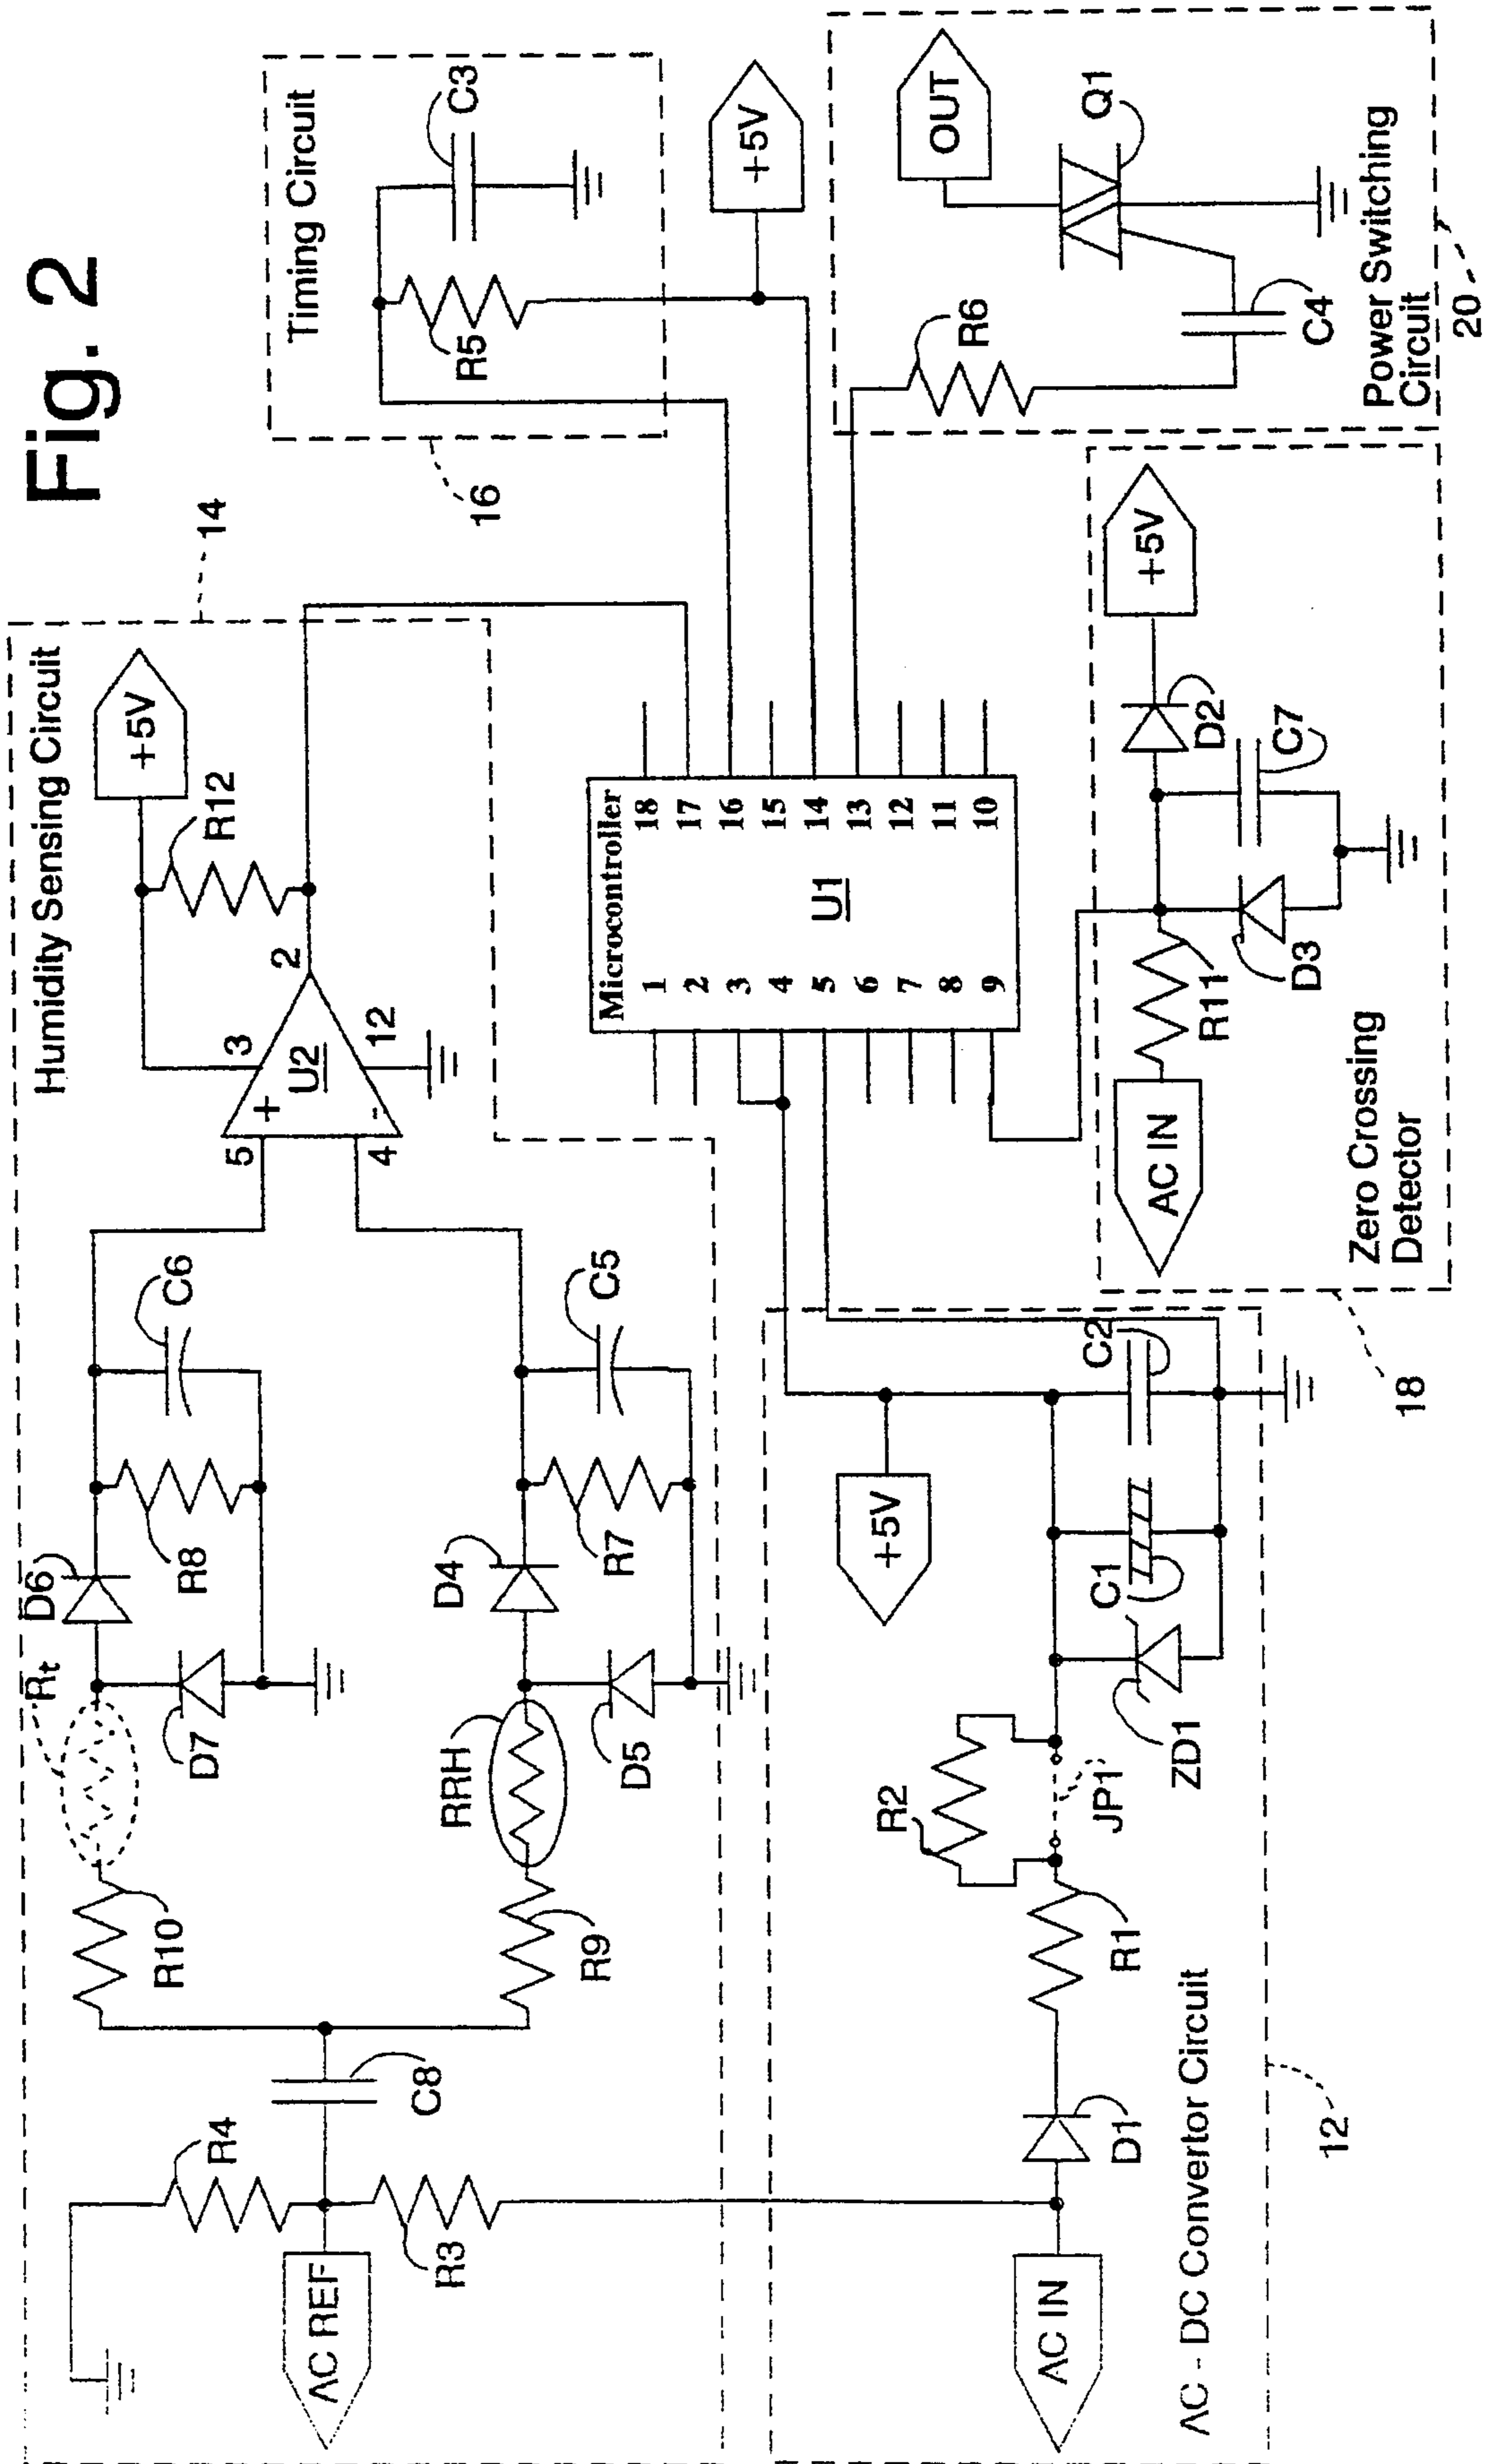 Fig. 2
Humidity Sensing Circuit
14
+5V
R12
3
2
U2
+
-
12
5
4
C6
R8
D6
Rt
D7
R10
C5
R7
D4
RRH
D5
R9
C8
R4
AC REF
R3
Timing Circuit
C3
R5
16
+5V
Microcontroller
U1
1
2
3
4
5
6
7
8
9
18
17
16
15
14
13
12
11
10
OUT
Q1
R6
C4
Power Switching
Circuit
20
+5V
D2
C7
D3
R11
AC IN
Zero Crossing
Detector
18
+5V
C2
C1
ZD1
R2
JP1
R1
D1
AC IN
AC - DC Convertor Circuit
12